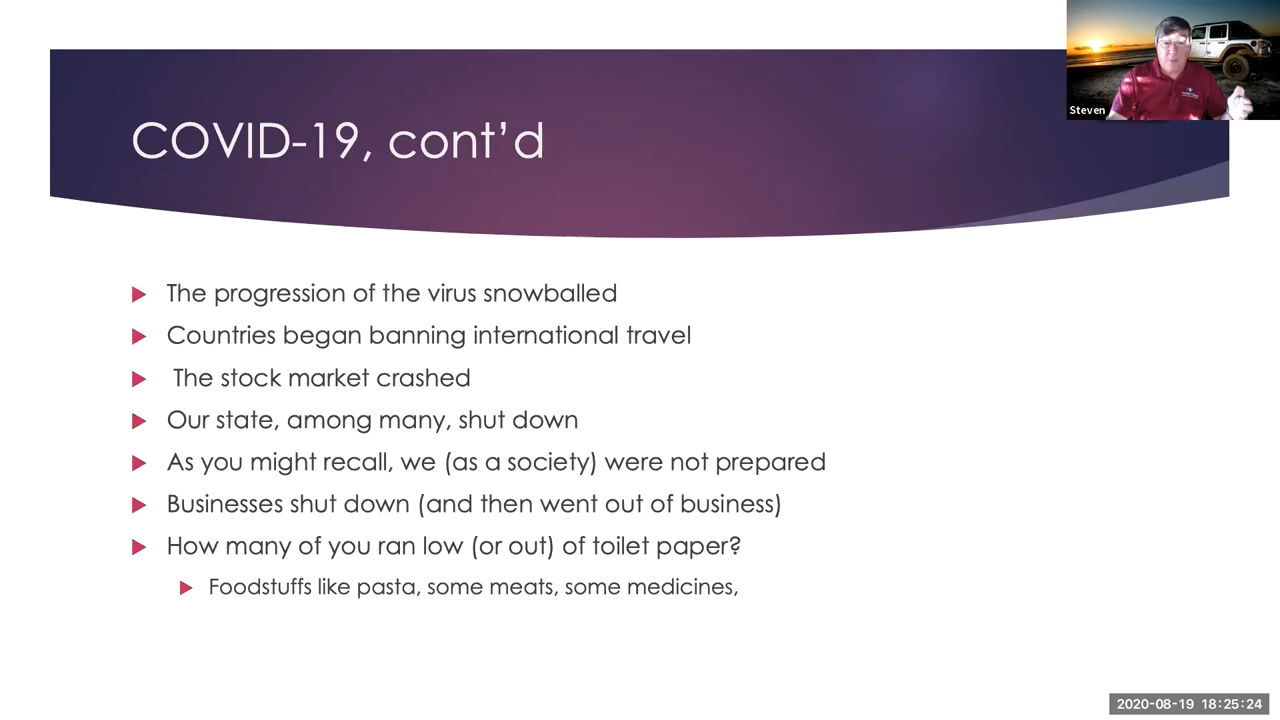 Steven
COVID-19, cont’d
The progression of the virus snowballed
Countries began banning international travel
The stock market crashed
Our state, among many, shut down
As you might recall, we (as a society) were not prepared
Businesses shut down (and then went out of business)
How many of you ran low (or out) of toilet paper?
Foodstuffs like pasta, some meats, some medicines,
2020-08-19 18:25:24